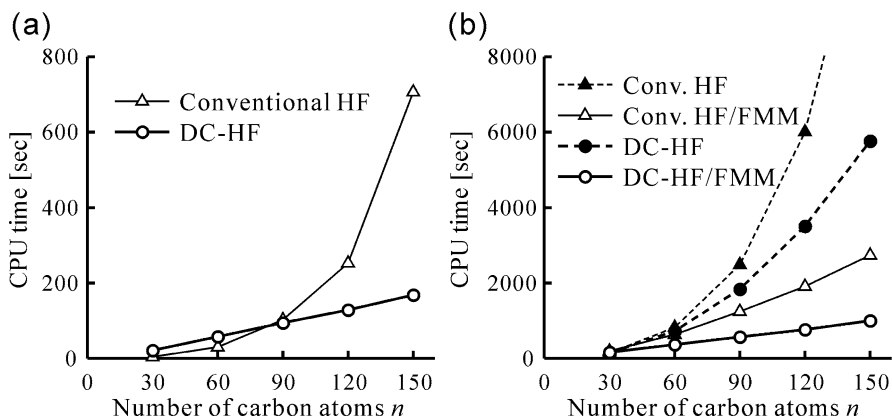 (a)
800
600
400
200
0
CPU time [sec]
Conventional HF
DC-HF
0 30 60 90 120 150
Number of carbon atoms n
(b)
8000
6000
4000
2000
0
CPU time [sec]
Conv. HF
Conv. HF/FMM
DC-HF
DC-HF/FMM
0 30 60 90 120 150
Number of carbon atoms n